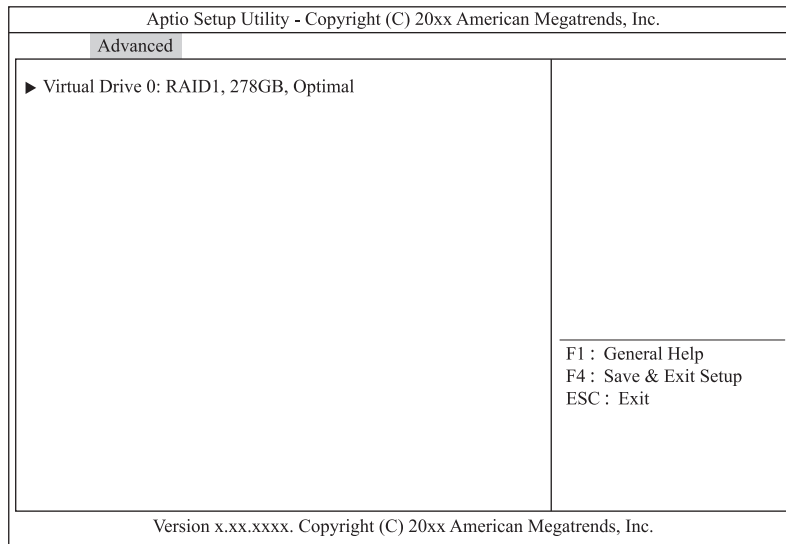 Aptio Setup Utility - Copyright (C) 20xx American Megatrends, Inc.
Advanced
▶ Virtual Drive 0: RAID1, 278GB, Optimal
F1 : General Help
F4 : Save & Exit Setup
ESC : Exit
Version x.xx.xxxx. Copyright (C) 20xx American Megatrends, Inc.